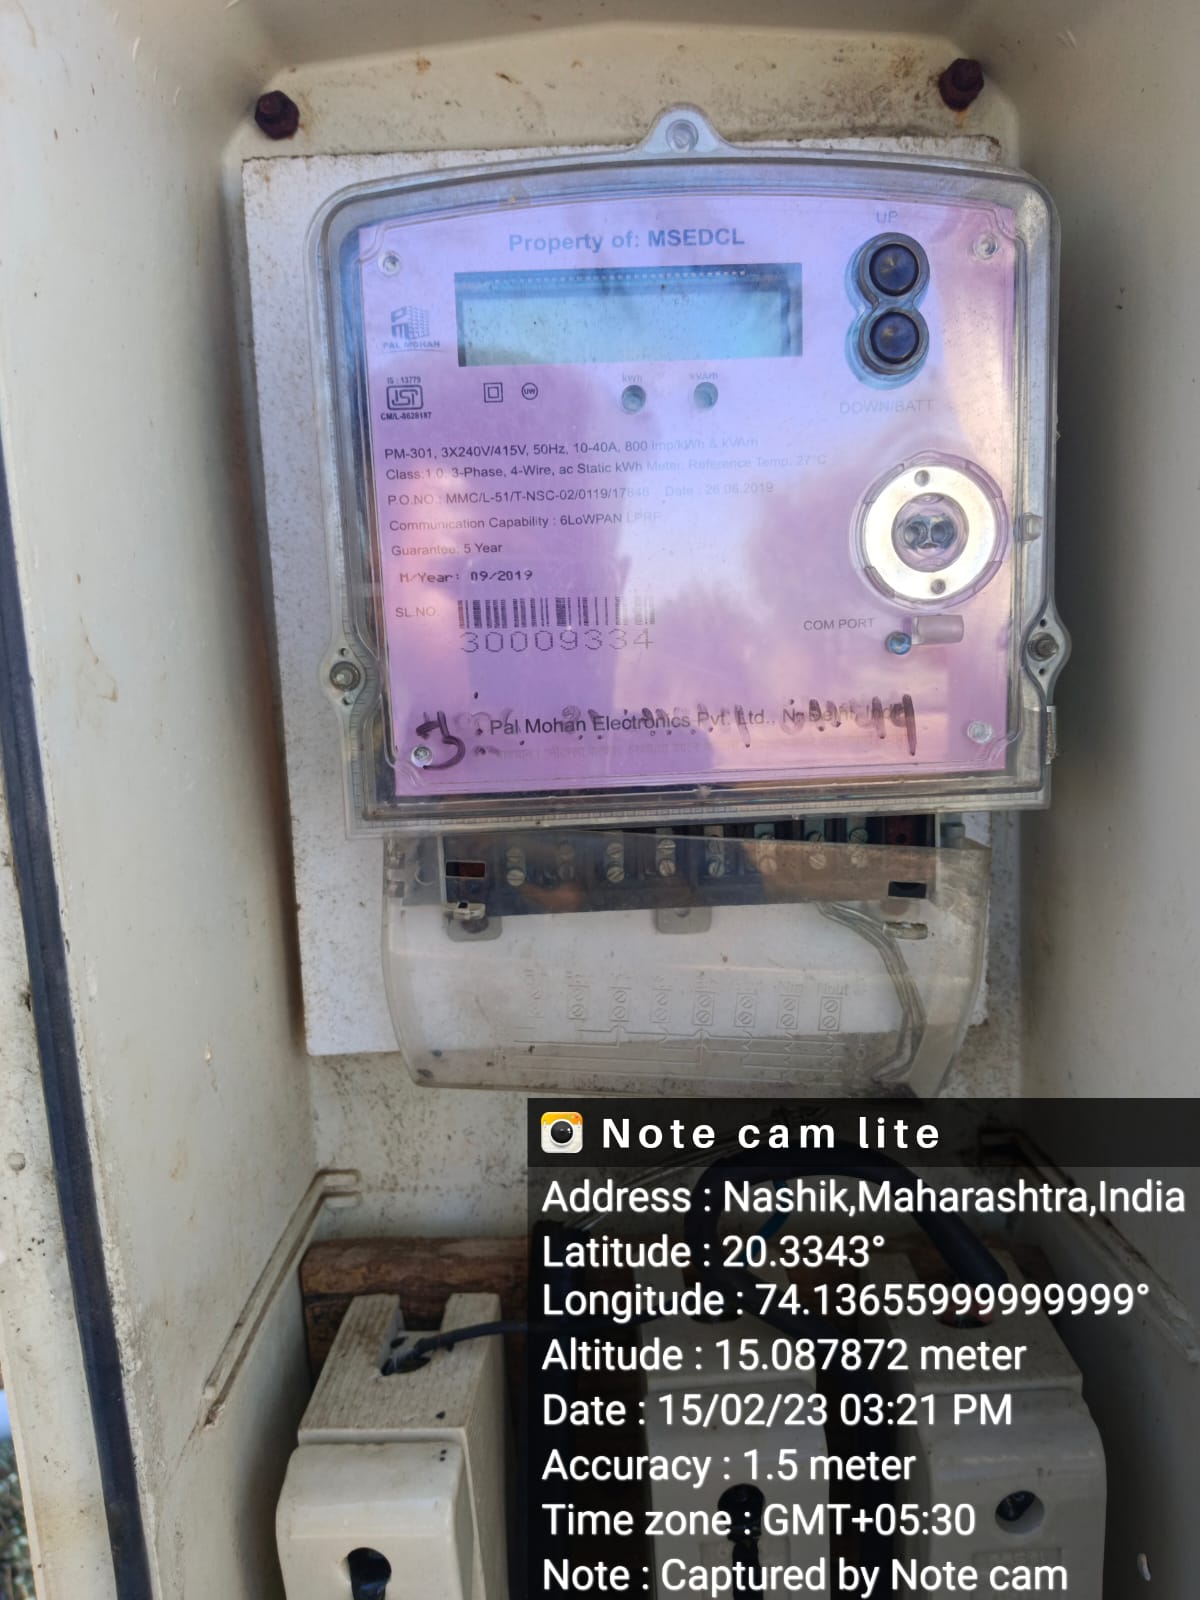 UP
Property of: MSEDCL
PAL MOHAN
IS : 13779
ISI
CM/L-8628187
UW
kWh
kVArh
DOWN/BATT
PM-301, 3X240V/415V, 50Hz, 10-40A, 800 Imp/kWh & kVArh
Class:1.0, 3-Phase, 4-Wire, ac Static kWh Meter, Reference Temp. 27°C
P.O.NO.: MMC/L-51/T-NSC-02/0119/17846 Date : 26.06.2019
Communication Capability : 6LoWPAN LPRF
Guarantee: 5 Year
M/Year: 09/2019
SL.NO.
30009334
COM PORT
Pal Mohan Electronics Pvt. Ltd., N. Delhi, India
Note cam lite
Address : Nashik,Maharashtra,India
Latitude : 20.3343°
Longitude : 74.13655999999999°
Altitude : 15.087872 meter
Date : 15/02/23 03:21 PM
Accuracy : 1.5 meter
Time zone : GMT+05:30
Note : Captured by Note cam